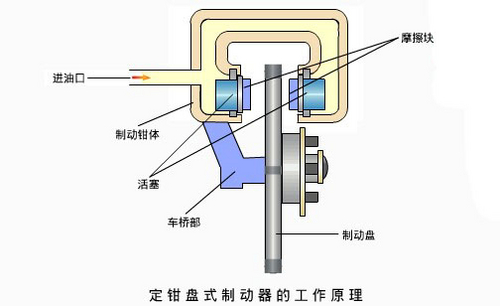 摩擦块
进油口
制动钳体
活塞
车桥部
制动盘
定钳盘式制动器的工作原理